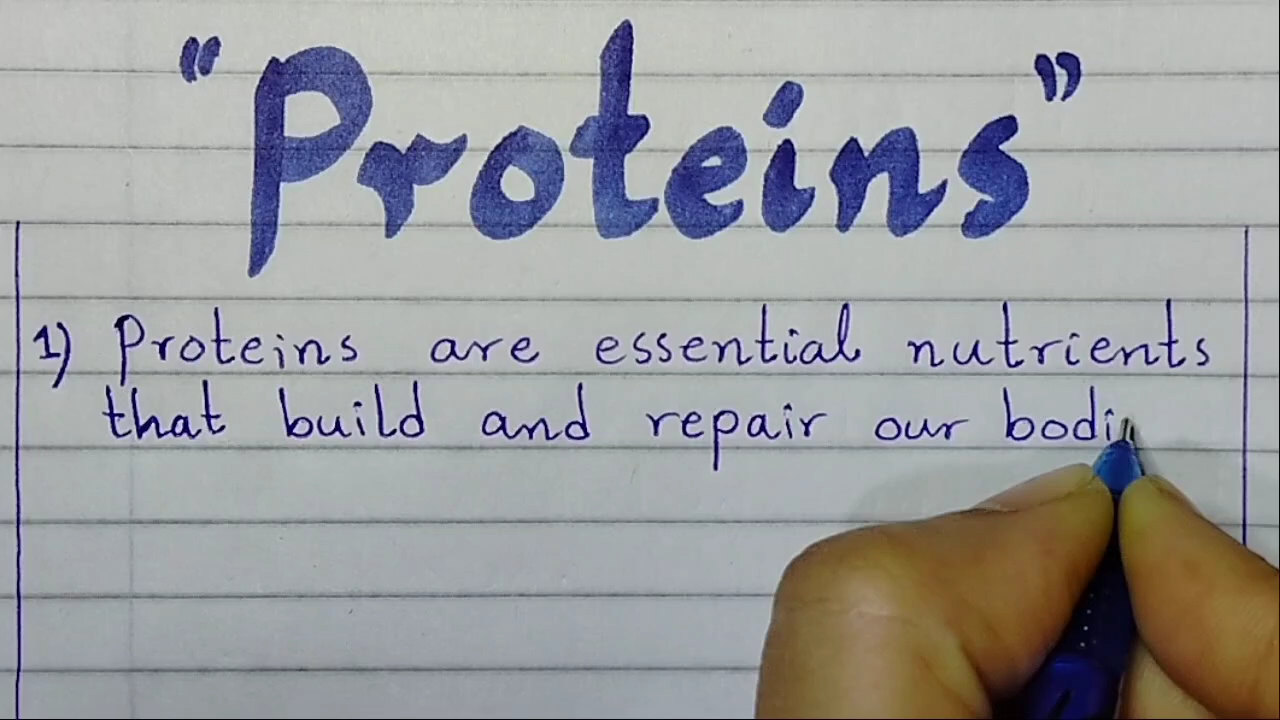 "Proteins"
1) Proteins are essential nutrients
that build and repair our bodi